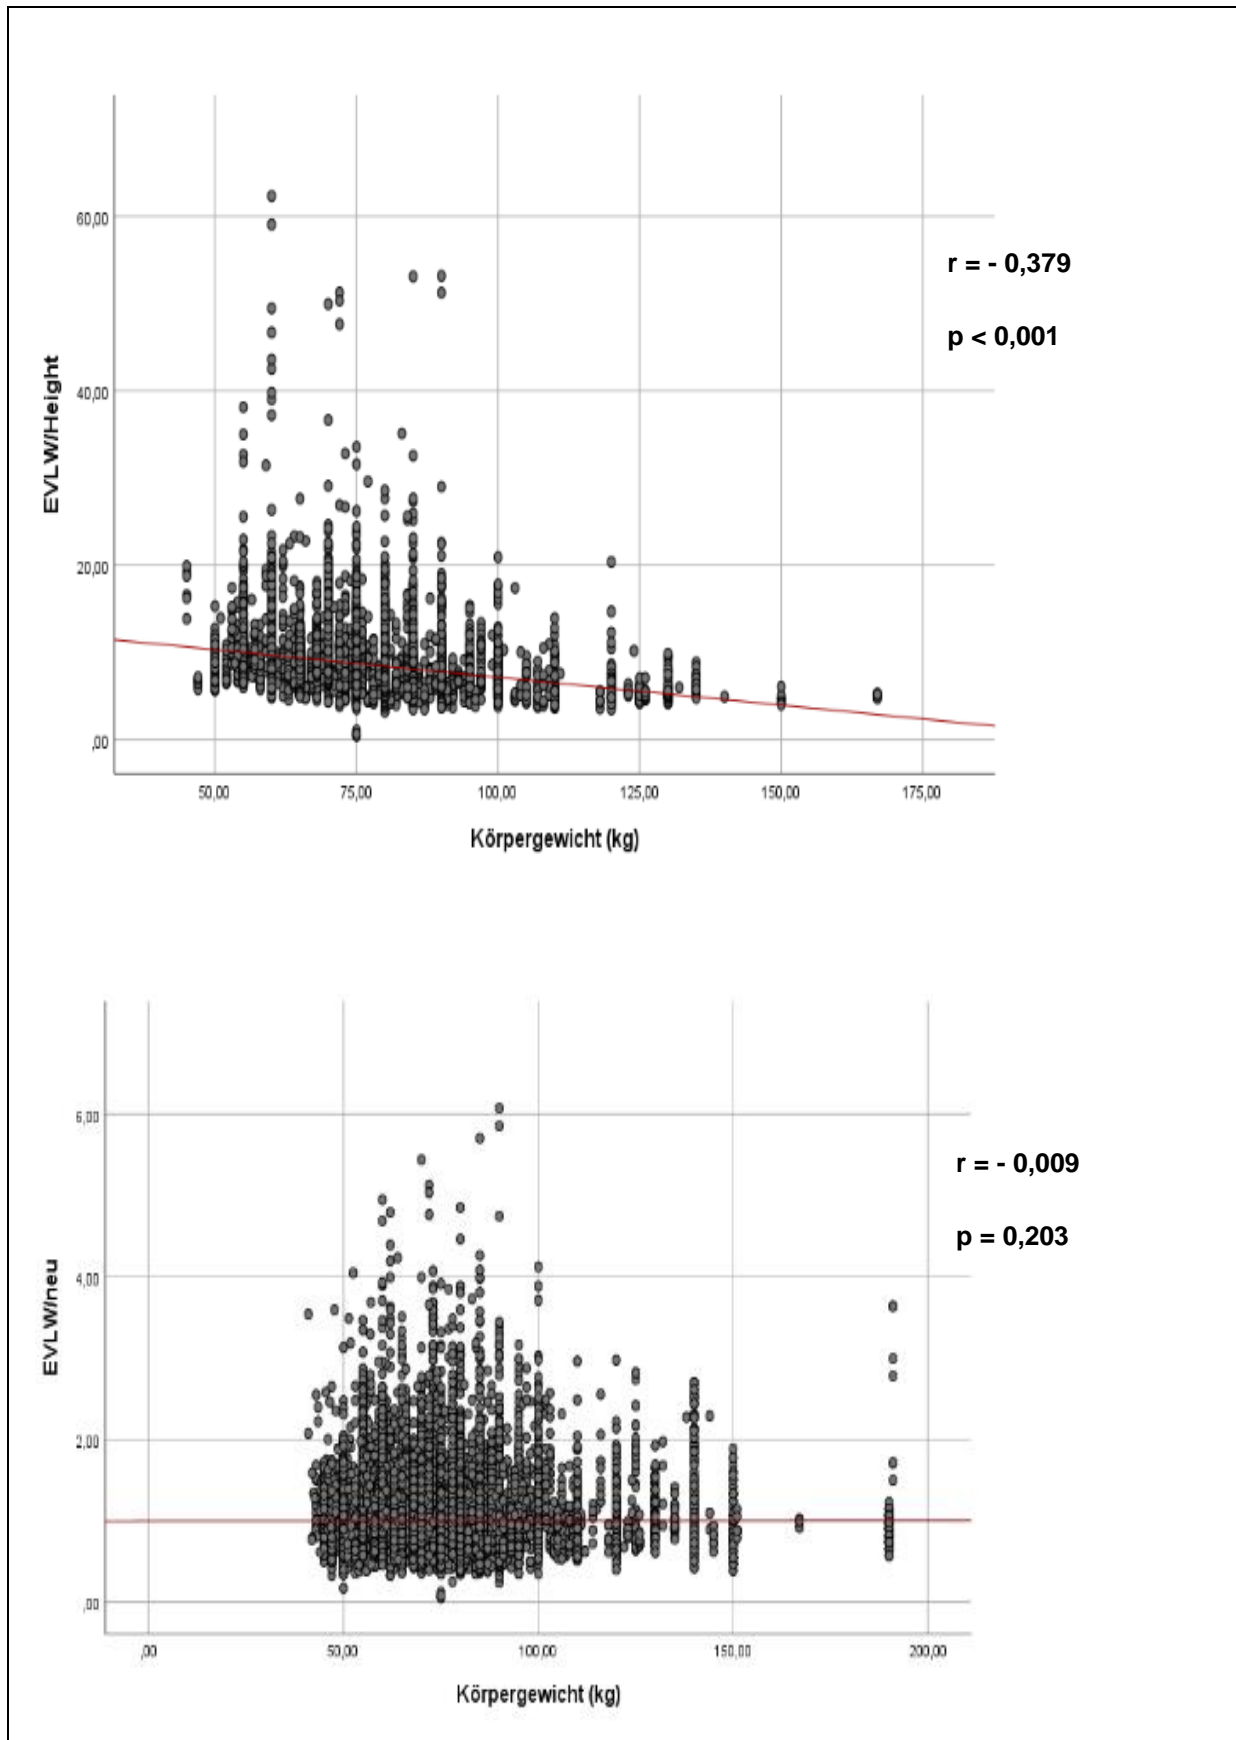 60,00
r = - 0,379
p < 0,001
40,00
EVLW/Height
20,00
,00
50,00 75,00 100,00 125,00 150,00 175,00
Körpergewicht (kg)
6,00
r = - 0,009
p = 0,203
4,00
EVLW/neu
2,00
,00
,00 50,00 100,00 150,00 200,00
Körpergewicht (kg)